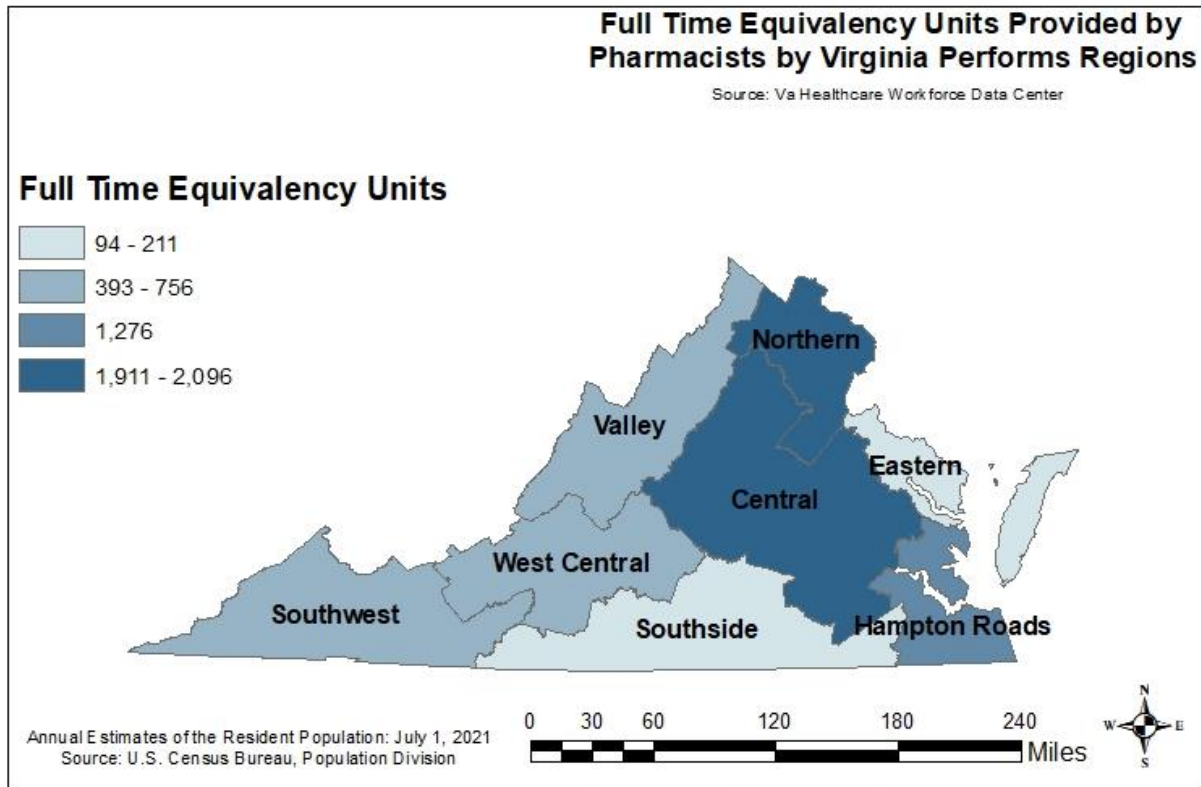 Full Time Equivalency Units Provided by
Pharmacists by Virginia Performs Regions
Source: Va Healthcare Workforce Data Center
Full Time Equivalency Units
94 - 211
393 - 756
1,276
1,911 - 2,096
Northern
Valley
Eastern
Central
West Central
Southwest
Southside
Hampton Roads
Annual Estimates of the Resident Population: July 1, 2021
Source: U.S. Census Bureau, Population Division
0 30 60 120 180 240
Miles
N
W E
S